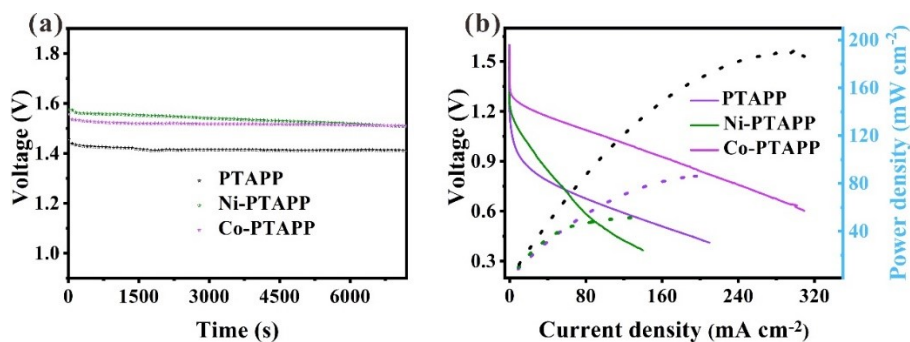 (a)
Voltage (V)
1.8
1.6
1.4
1.2
1.0
PTAPP
Ni-PTAPP
Co-PTAPP
0
1500
3000
4500
6000
Time (s)
(b)
Voltage (V)
1.5
1.2
0.9
0.6
0.3
PTAPP
Ni-PTAPP
Co-PTAPP
0
80
160
240
320
Current density (mA cm⁻²)
200
160
120
80
40
0
Power density (mW cm⁻²)